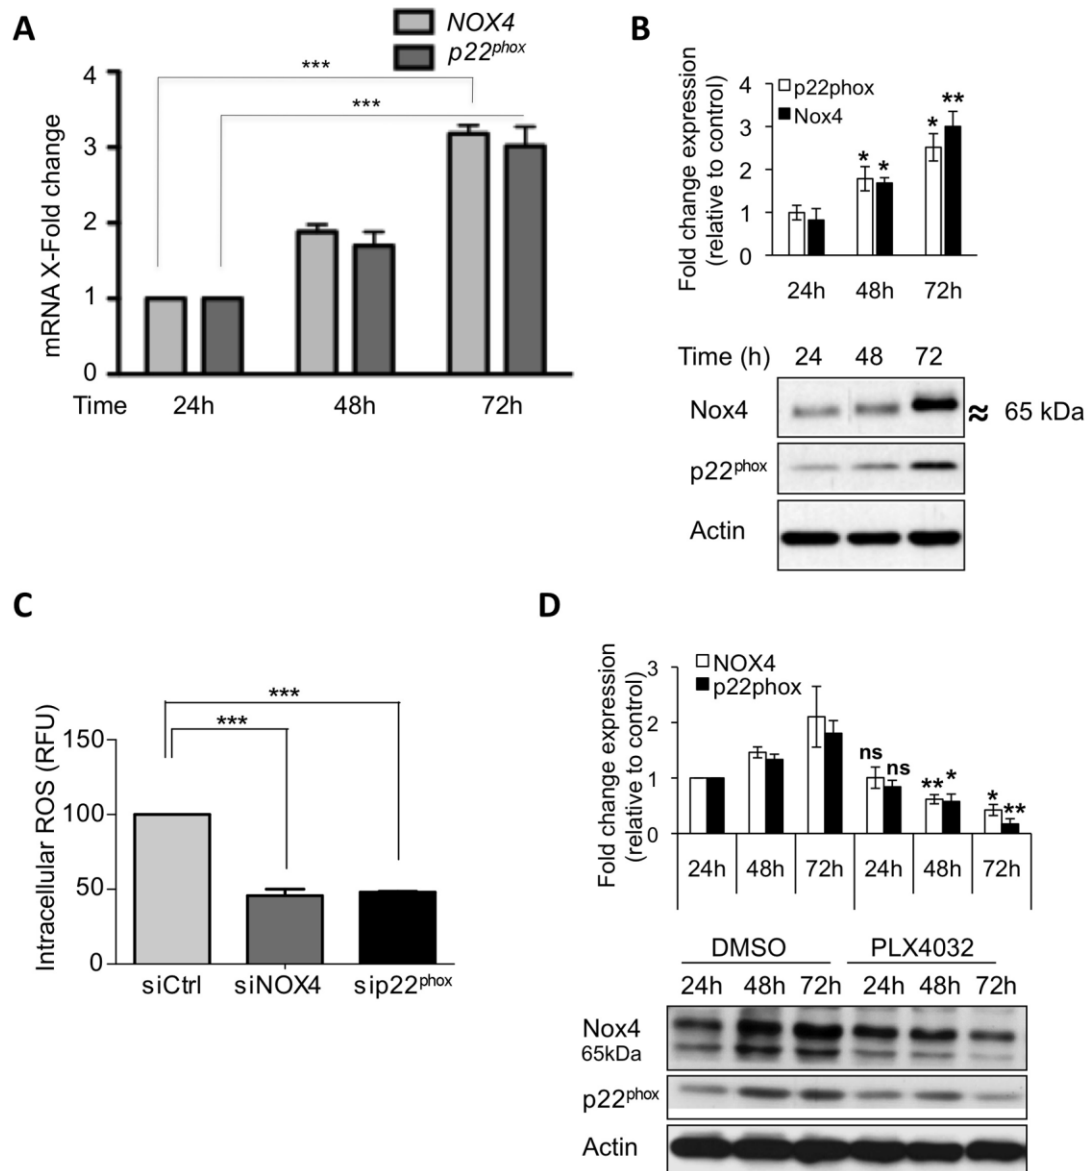 A
NOX4
p22phox
***
***
mRNA X-Fold change
4
3
2
1
0
Time 24h 48h 72h
B
Fold change expression
(relative to control)
p22phox
Nox4
4
3
2
1
0
* * * **
24h 48h 72h
Time (h) 24 48 72
Nox4 ≈ 65 kDa
p22phox
Actin
C
Intracellular ROS (RFU)
***
***
150
100
50
0
siCtrl siNOX4 sip22phox
D
Fold change expression
(relative to control)
NOX4
p22phox
3
2
1
0
ns ns ** * * **
24h 48h 72h 24h 48h 72h
DMSO PLX4032
24h 48h 72h 24h 48h 72h
Nox4
65kDa
p22phox
Actin